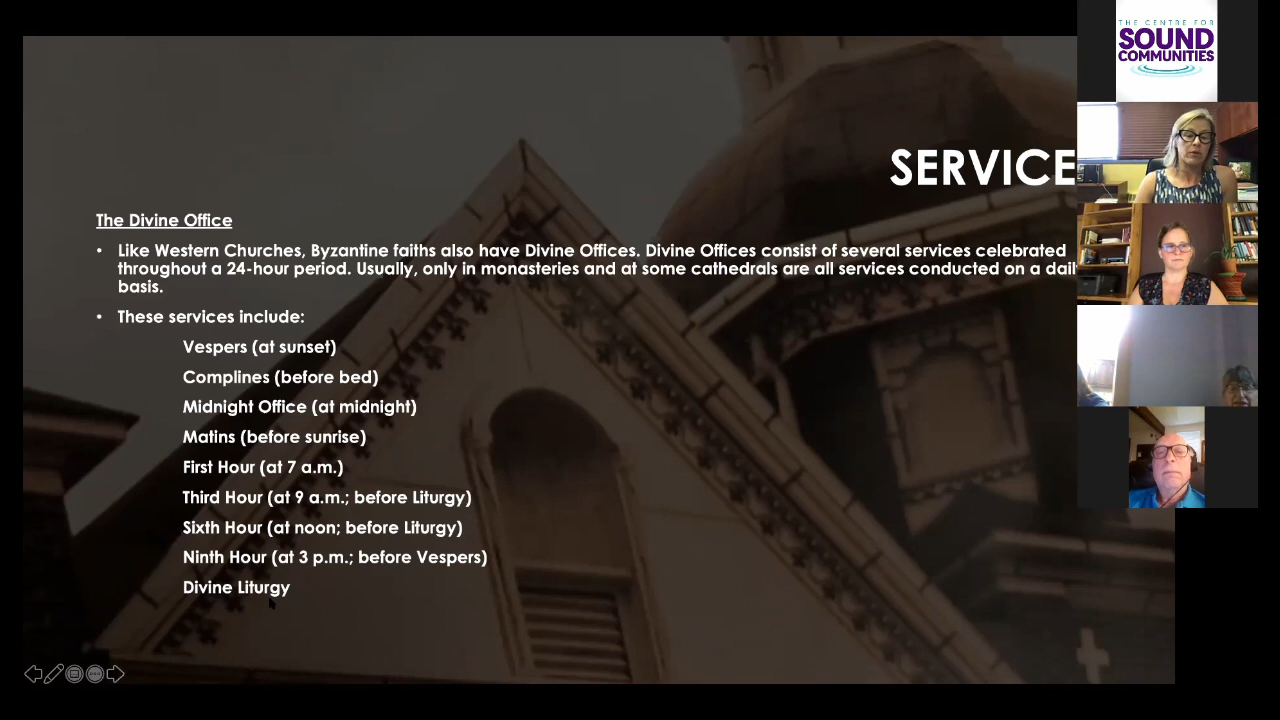 THE CENTRE FOR
SOUND
COMMUNITIES
SERVICE
The Divine Office
• Like Western Churches, Byzantine faiths also have Divine Offices. Divine Offices consist of several services celebrated
throughout a 24-hour period. Usually, only in monasteries and at some cathedrals are all services conducted on a dail
basis.
• These services include:
Vespers (at sunset)
Complines (before bed)
Midnight Office (at midnight)
Matins (before sunrise)
First Hour (at 7 a.m.)
Third Hour (at 9 a.m.; before Liturgy)
Sixth Hour (at noon; before Liturgy)
Ninth Hour (at 3 p.m.; before Vespers)
Divine Liturgy